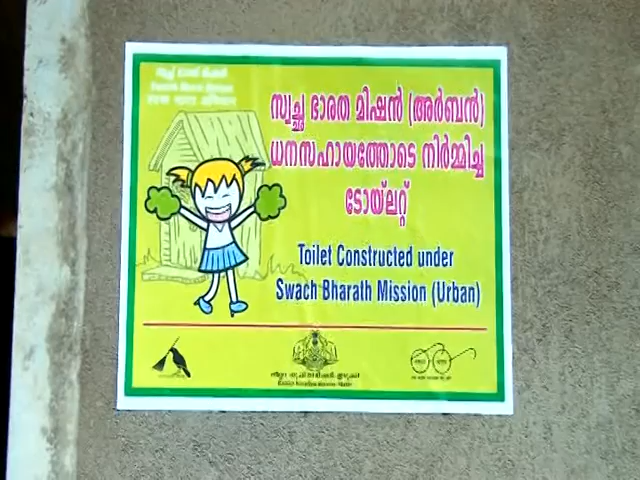 സ്വച്ഛ ഭാരത മിഷൻ (അർബൻ)
ധനസഹായത്തോടെ നിർമ്മിച്ച
ടോയ്ലറ്റ്
Toilet Constructed under
Swach Bharath Mission (Urban)